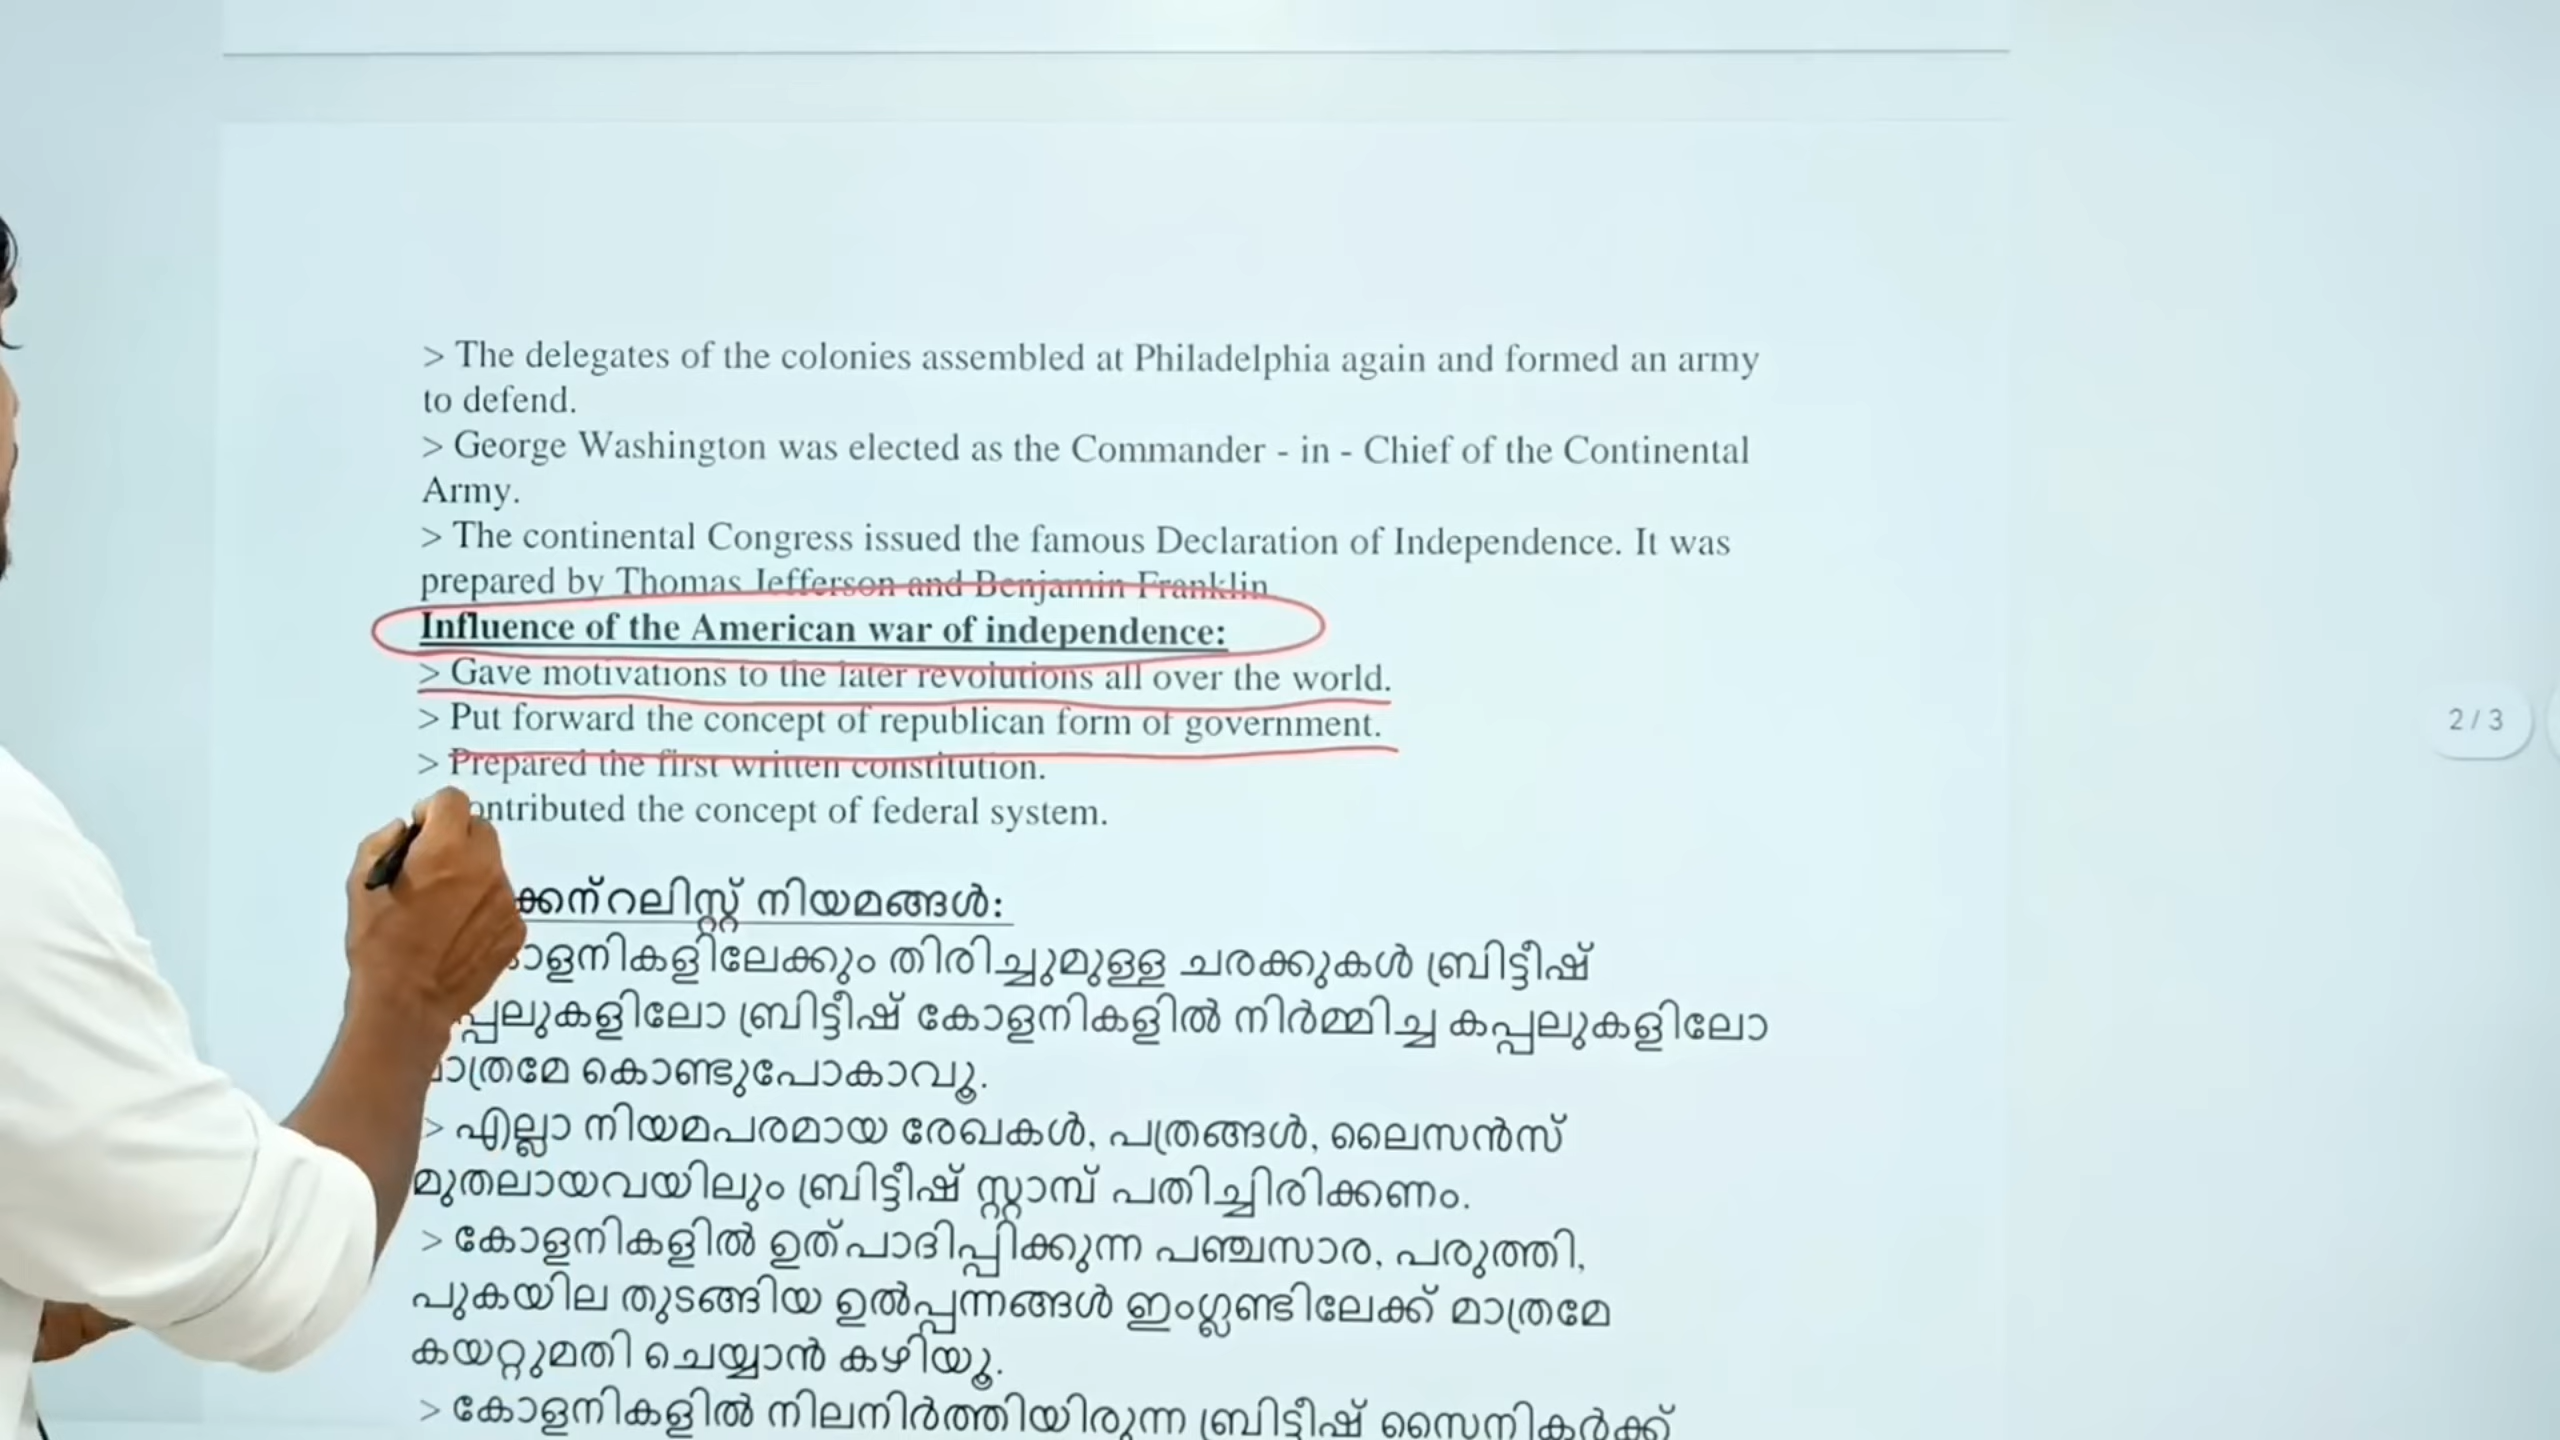 > The delegates of the colonies assembled at Philadelphia again and formed an army
to defend.
> George Washington was elected as the Commander - in - Chief of the Continental
Army.
> The continental Congress issued the famous Declaration of Independence. It was
prepared by Thomas Jefferson and Benjamin Franklin
Influence of the American war of independence:
> Gave motivations to the later revolutions all over the world.
> Put forward the concept of republican form of government.
2/3
> Prepared the first written constitution.
ontributed the concept of federal system.
ക്കന്റലിസ്റ്റ് നിയമങ്ങൾ:
ളനികളിലേക്കും തിരിച്ചുമുള്ള ചരക്കുകൾ ബ്രിട്ടീഷ്
പ്പലുകളിലോ ബ്രിട്ടീഷ് കോളനികളിൽ നിർമ്മിച്ച കപ്പലുകളിലോ
മാത്രമേ കൊണ്ടുപോകാവൂ.
> എല്ലാ നിയമപരമായ രേഖകൾ, പത്രങ്ങൾ, ലൈസൻസ്
മുതലായവയിലും ബ്രിട്ടീഷ് സ്റ്റാമ്പ് പതിച്ചിരിക്കണം.
> കോളനികളിൽ ഉത്പാദിപ്പിക്കുന്ന പഞ്ചസാര, പരുത്തി,
പുകയില തുടങ്ങിയ ഉൽപ്പന്നങ്ങൾ ഇംഗ്ലണ്ടിലേക്ക് മാത്രമേ
കയറ്റുമതി ചെയ്യാൻ കഴിയൂ.
> കോളനികളിൽ നിലനിർത്തിയിരുന്ന ബ്രിട്ടീഷ് സൈനികർക്ക്